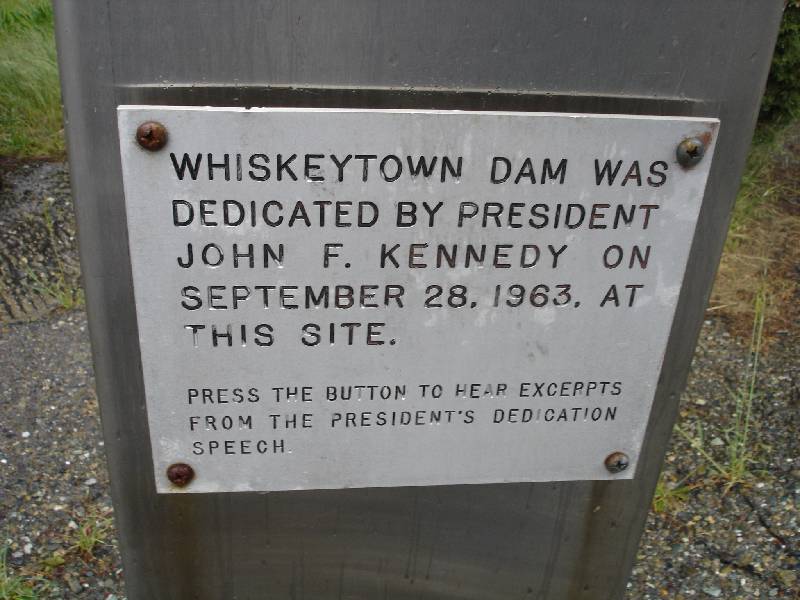 WHISKEYTOWN DAM WAS
DEDICATED BY PRESIDENT
JOHN F. KENNEDY ON
SEPTEMBER 28, 1963, AT
THIS SITE.
PRESS THE BUTTON TO HEAR EXCERPTS
FROM THE PRESIDENT'S DEDICATION
SPEECH.